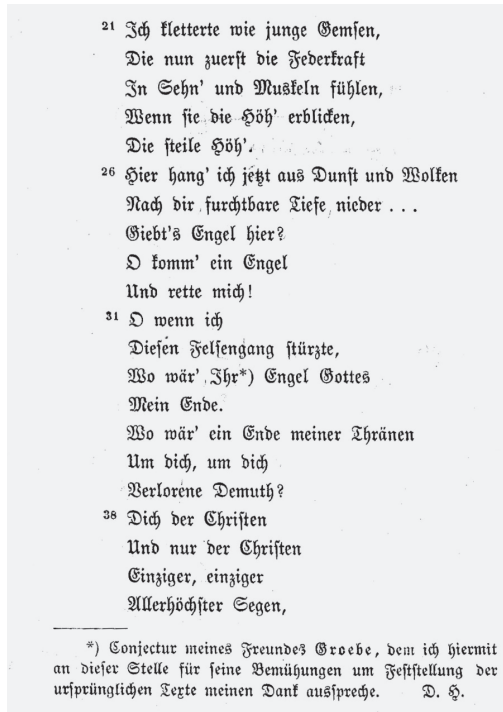 21 Ich kletterte wie junge Gemsen,
Die nun zuerst die Federkraft
In Sehn' und Muskeln fühlen,
Wenn sie die Höh' erblicken,
Die steile Höh'.
26 Hier hang' ich jetzt aus Dunst und Wolken
Nach dir furchtbare Tiefe nieder . . .
Giebt's Engel hier?
O komm' ein Engel
Und rette mich!
31 O wenn ich
Diesen Felsengang stürzte,
Wo wär' Ihr*) Engel Gottes
Mein Ende.
Wo wär' ein Ende meiner Thränen
Um dich, um dich
Verlorene Demuth?
38 Dich der Christen
Und nur der Christen
Einziger, einziger
Allerhöchster Segen,
*) Conjectur meines Freundes Groebe, dem ich hiermit
an dieser Stelle für seine Bemühungen um Feststellung der
ursprünglichen Texte meinen Dank ausspreche. D. H.